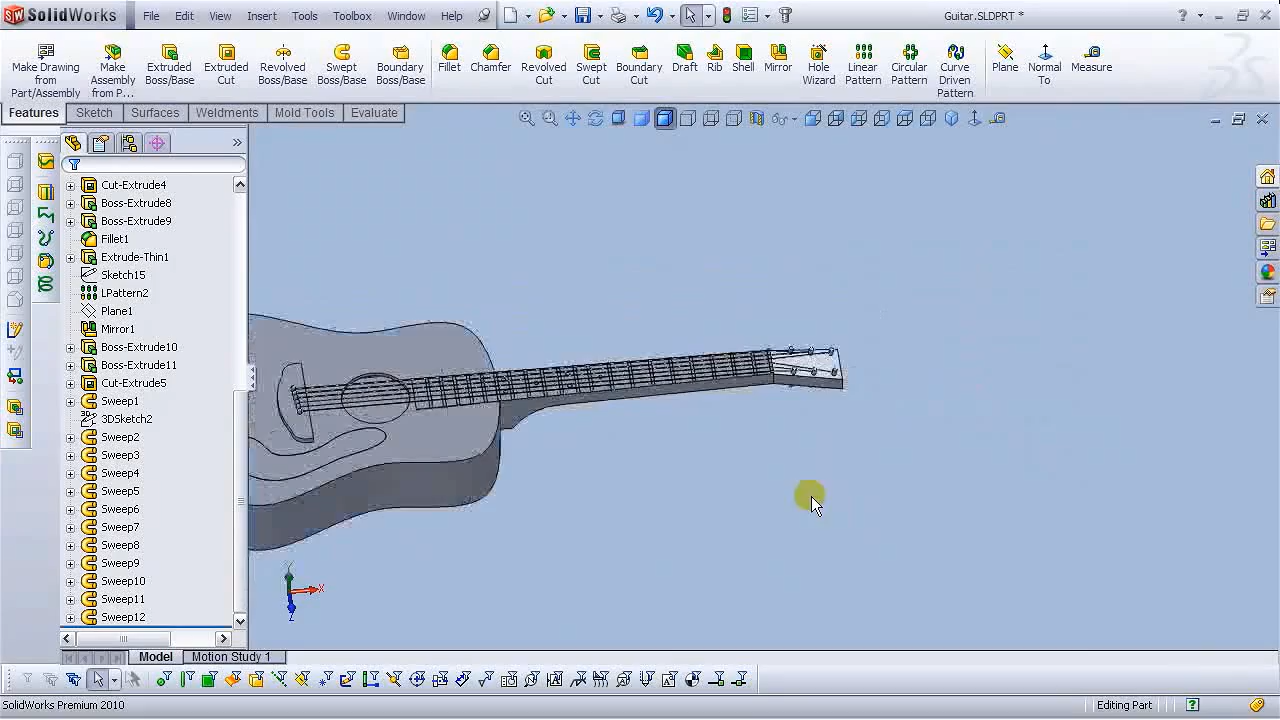 SolidWorks File Edit View Insert Tools Toolbox Window Help Guitar.SLDPRT *
Make Drawing from Part/Assembly
Make Assembly from P...
Extruded Boss/Base
Extruded Cut
Revolved Boss/Base
Swept Boss/Base
Boundary Boss/Base
Fillet
Chamfer
Revolved Cut
Swept Cut
Boundary Cut
Draft
Rib
Shell
Mirror
Hole Wizard
Linear Pattern
Circular Pattern
Curve Driven Pattern
Plane
Normal To
Measure
Features Sketch Surfaces Weldments Mold Tools Evaluate
Cut-Extrude4
Boss-Extrude8
Boss-Extrude9
Fillet1
Extrude-Thin1
Sketch15
LPattern2
Plane1
Mirror1
Boss-Extrude10
Boss-Extrude11
Cut-Extrude5
Sweep1
3DSketch2
Sweep2
Sweep3
Sweep4
Sweep5
Sweep6
Sweep7
Sweep8
Sweep9
Sweep10
Sweep11
Sweep12
X
Z
Model Motion Study 1
SolidWorks Premium 2010 Editing Part